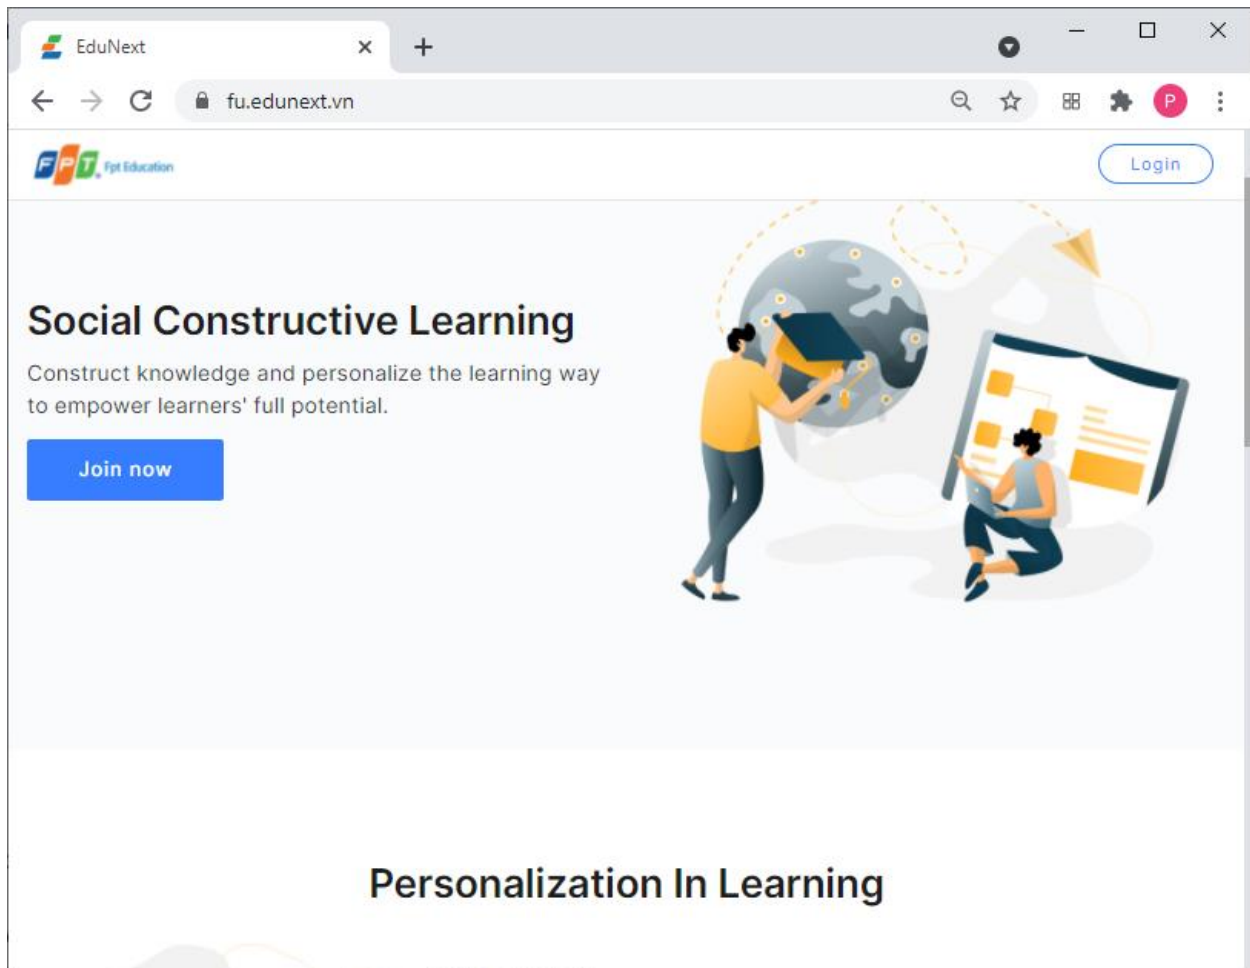 EduNext
fu.edunext.vn
P
FPT Fpt Education
Login
Social Constructive Learning
Construct knowledge and personalize the learning way
to empower learners' full potential.
Join now
Personalization In Learning